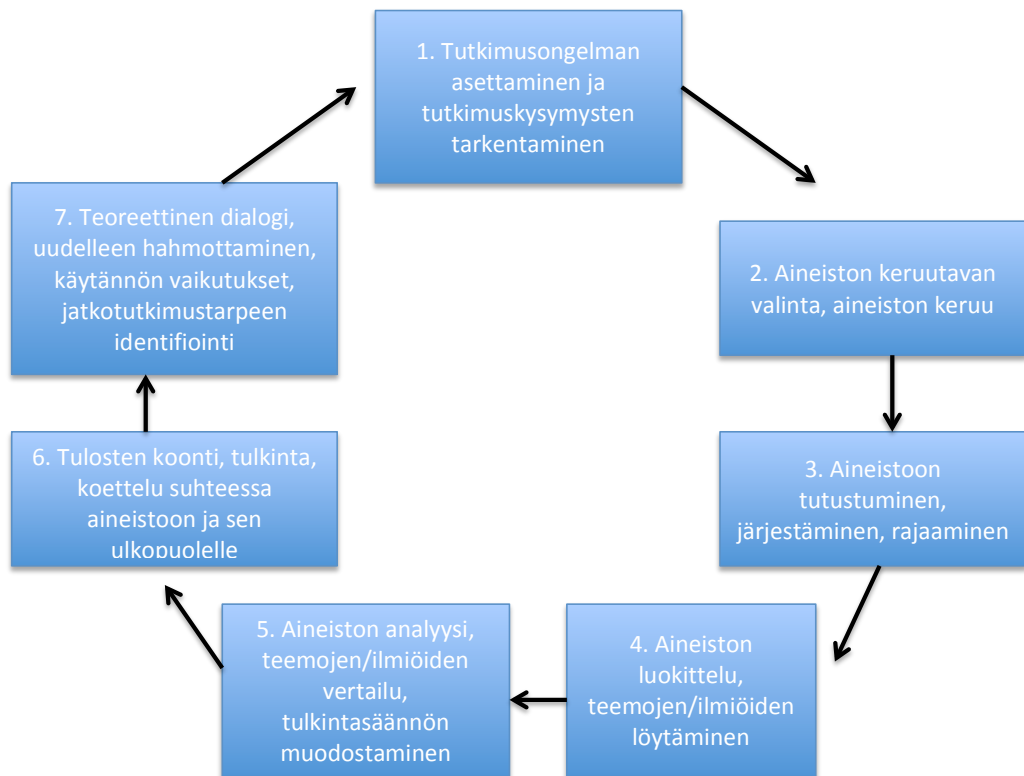 1. Tutkimusongelman
asettaminen ja
tutkimuskysymysten
tarkentaminen
2. Aineiston keruutavan
valinta, aineiston keruu
3. Aineistoon
tutustuminen,
järjestäminen, rajaaminen
4. Aineiston
luokittelu,
teemojen/ilmiöiden
löytäminen
5. Aineiston analyysi,
teemojen/ilmiöiden
vertailu,
tulkintasäännön
muodostaminen
6. Tulosten koonti, tulkinta,
koettelu suhteessa
aineistoon ja sen
ulkopuolelle
7. Teoreettinen dialogi,
uudelleen hahmottaminen,
käytännön vaikutukset,
jatkotutkimustarpeen
identifiointi